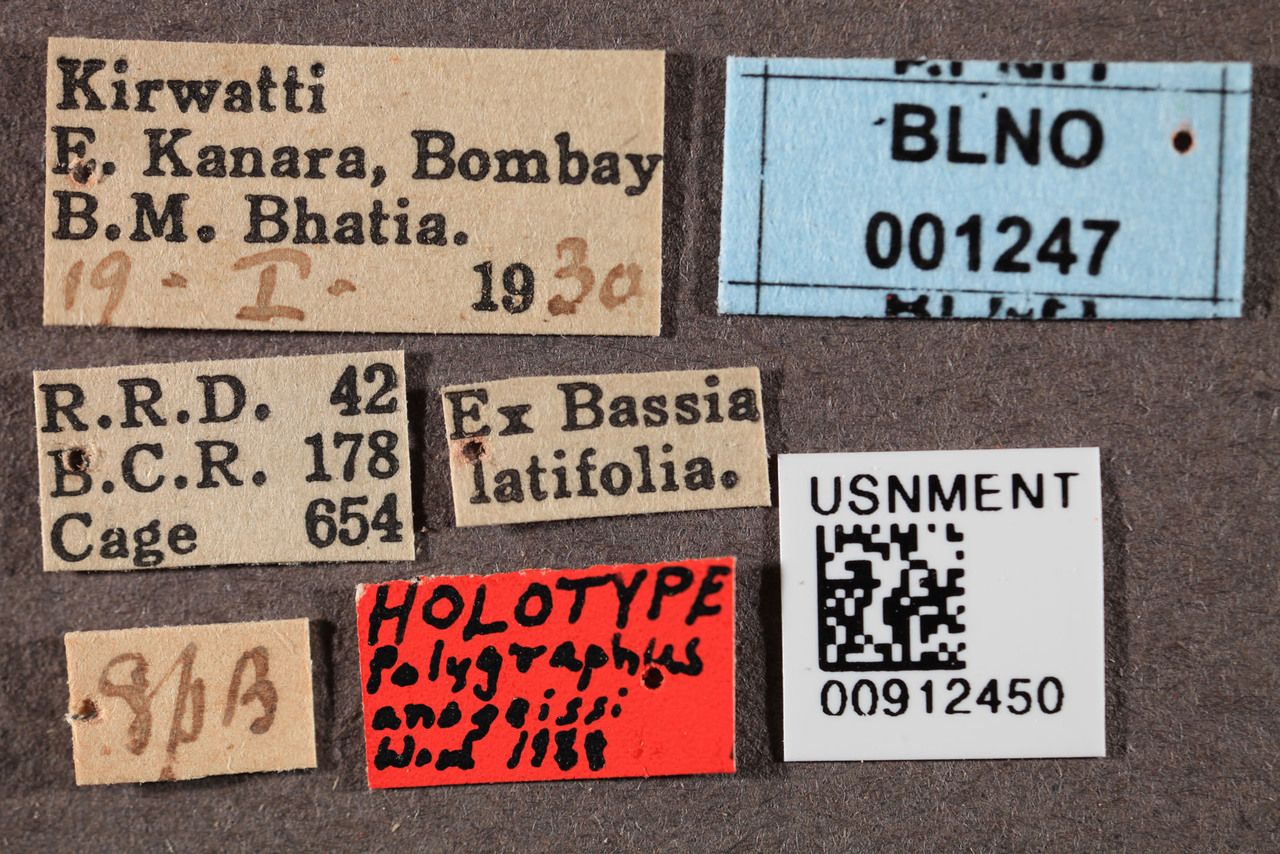 Kirwatti
E. Kanara, Bombay
B.M. Bhatia.
19 - I - 1930
BLNO
001247
R.R.D. 42
B.C.R. 178
Cage 654
Ex Bassia
latifolia.
USNMENT
00912450
HOLOTYPE
Polygraphus
anogeissi
Wood 1988